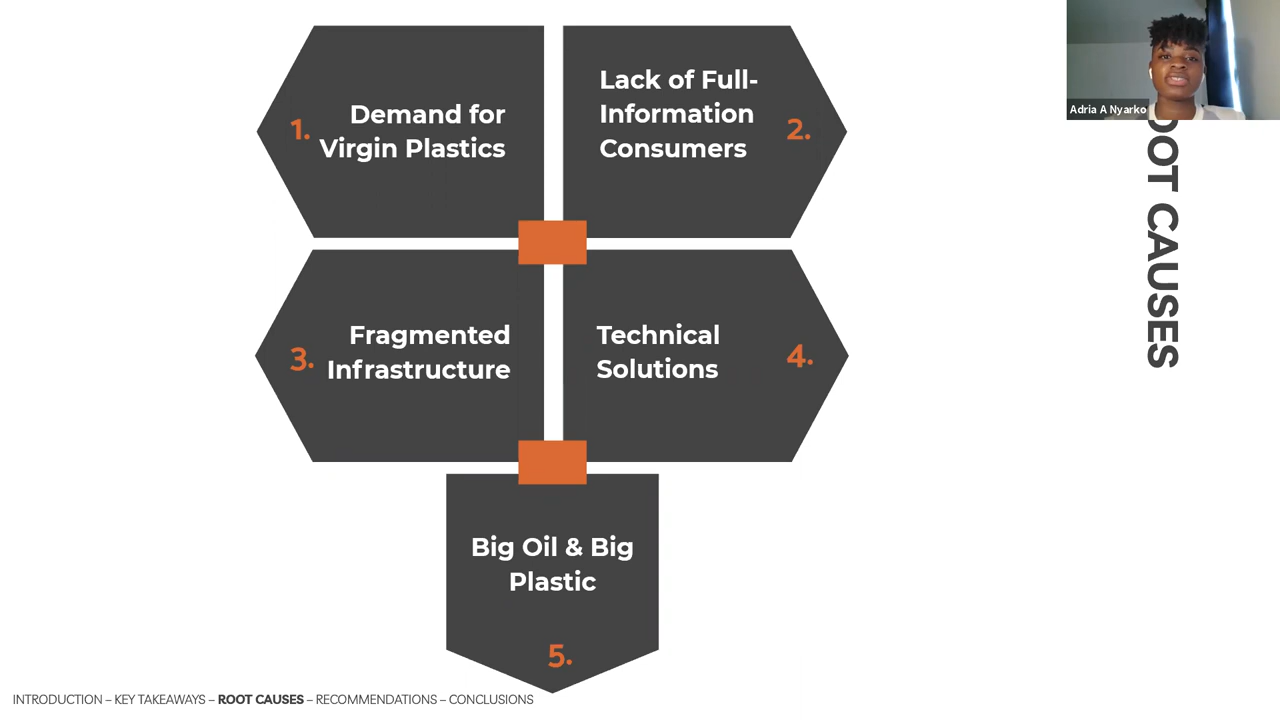 1.
Demand for
Virgin Plastics
Lack of Full-
Information
Consumers
2.
3.
Fragmented
Infrastructure
Technical
Solutions
4.
Big Oil & Big
Plastic
5.
Adria A Nyarko
OOT CAUSES
INTRODUCTION – KEY TAKEAWAYS – ROOT CAUSES – RECOMMENDATIONS – CONCLUSIONS